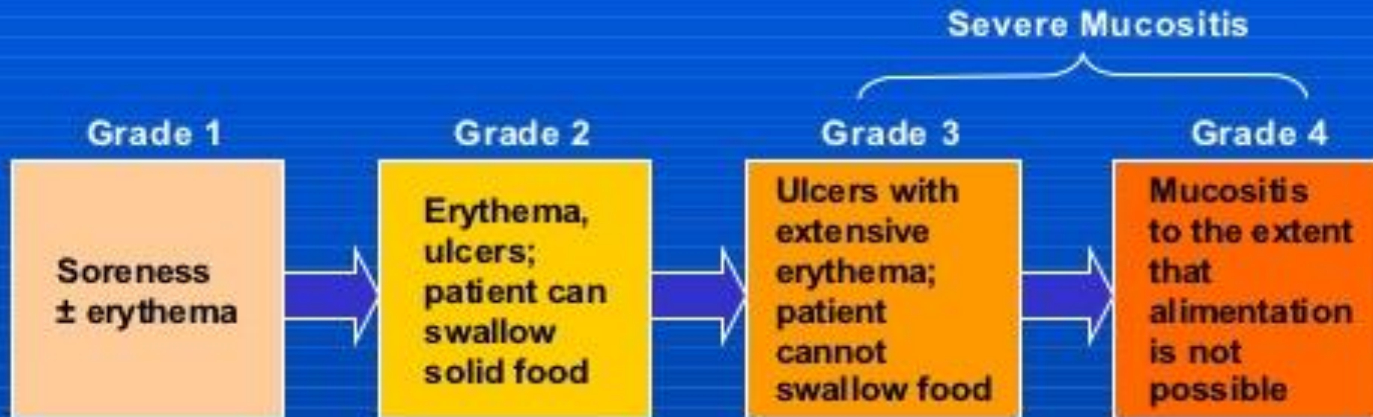 Severe Mucositis
Grade 1
Soreness
± erythema
Grade 2
Erythema,
ulcers;
patient can
swallow
solid food
Grade 3
Ulcers with
extensive
erythema;
patient
cannot
swallow food
Grade 4
Mucositis
to the extent
that
alimentation
is not
possible